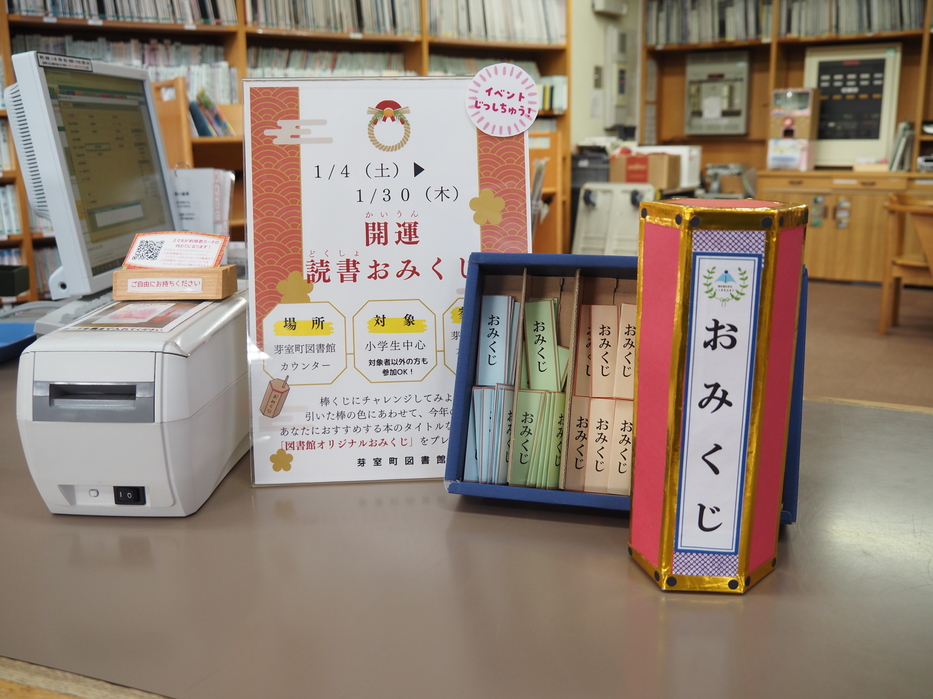 イベント
じっしちゅう!
1/4（土）▶
1/30（木）
かいうん
開運
どくしょ
読書おみくじ
場所
芽室町図書館
カウンター
対象
小学生中心
対象者以外の方も
参加OK!
棒くじにチャレンジしてみよ
引いた棒の色にあわせて、今年の
あなたにおすすめする本のタイトルな
「図書館オリジナルおみくじ」をプレ
芽室町図書館
ご自由にお持ちください
おみくじ
おみくじ
おみくじ
おみくじ
おみくじ
おみくじ
おみくじ
おみくじ
おみくじ
おみくじ